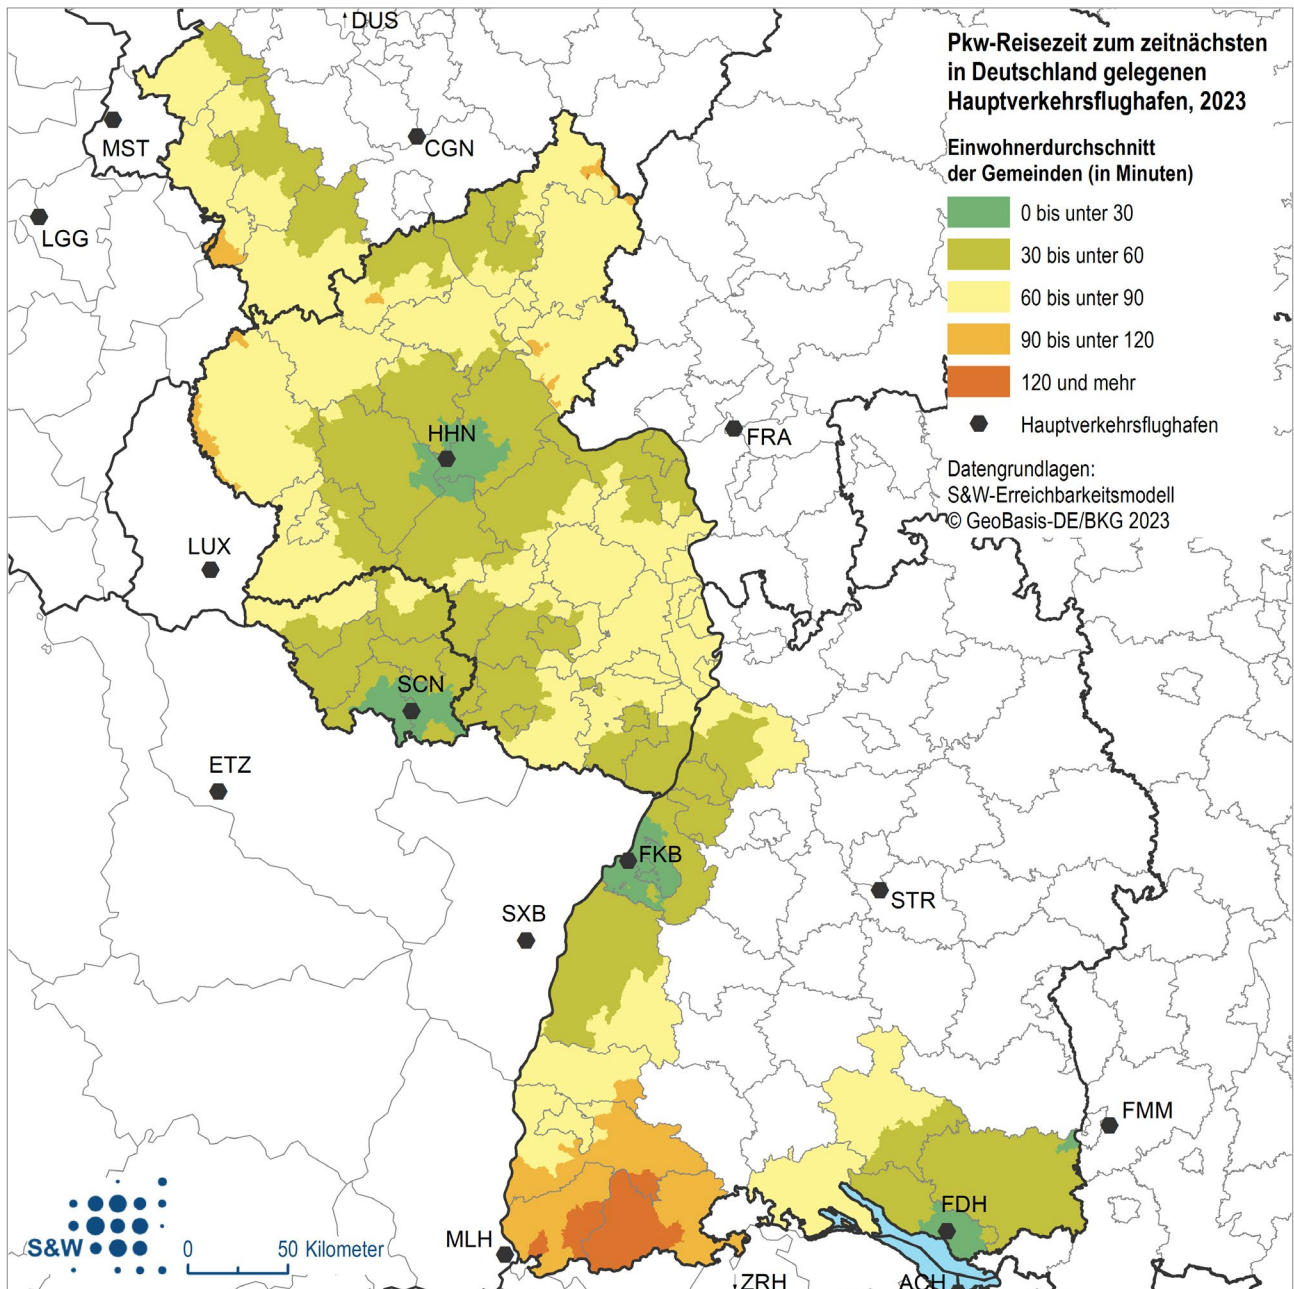 DUS
Pkw-Reisezeit zum zeitnächsten
in Deutschland gelegenen
Hauptverkehrsflughafen, 2023
MST
CGN
Einwohnerdurchschnitt
der Gemeinden (in Minuten)
0 bis unter 30
LGG
30 bis unter 60
60 bis unter 90
90 bis unter 120
120 und mehr
HHN
FRA
Hauptverkehrsflughafen
Datengrundlagen:
S&W-Erreichbarkeitsmodell
© GeoBasis-DE/BKG 2023
LUX
SCN
ETZ
FKB
SXB
STR
FMM
FDH
MLH
S&W
0 50 Kilometer
ZRH
ACH